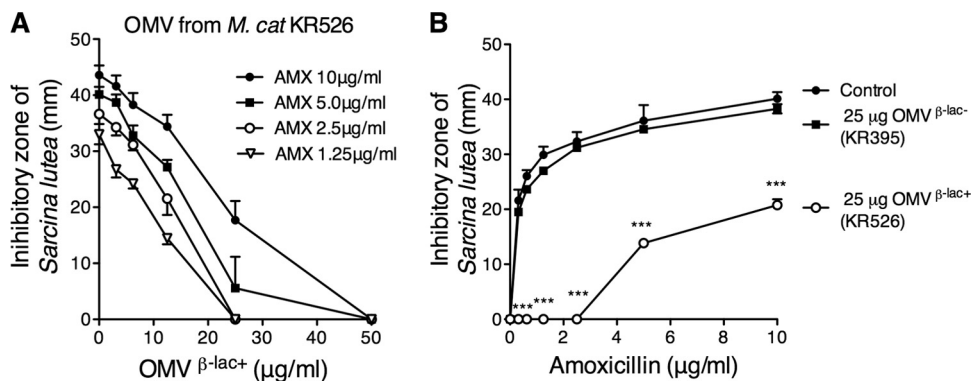 A
OMV from M. cat KR526
Inihibitory zone of
Sarcina lutea (mm)
50
40
30
20
10
0
AMX 10µg/ml
AMX 5.0µg/ml
AMX 2.5µg/ml
AMX 1.25µg/ml
0 10 20 30 40 50
OMV β-lac+ (µg/ml)
B
Inhibitory zone of
Sarcina lutea (mm)
50
40
30
20
10
0
***
***
***
***
***
0 2 4 6 8 10
Amoxicillin (µg/ml)
Control
25 µg OMV β-lac-
(KR395)
25 µg OMV β-lac+
(KR526)